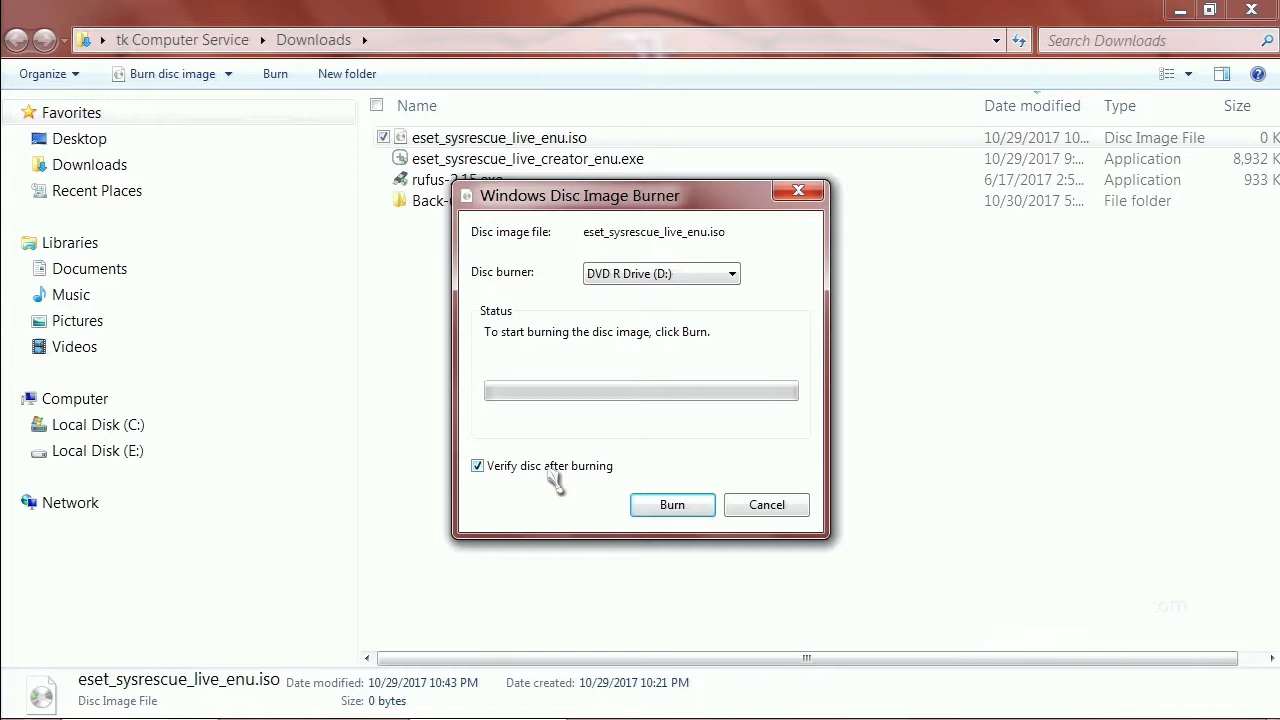 tk Computer Service
Downloads
Search Downloads
Organize
Burn disc image
Burn
New folder
Favorites
Desktop
Downloads
Recent Places
Libraries
Documents
Music
Pictures
Videos
Computer
Local Disk (C:)
Local Disk (E:)
Network
Name Date modified Type Size
eset_sysrescue_live_enu.iso 10/29/2017 10... Disc Image File 0 K
eset_sysrescue_live_creator_enu.exe 10/29/2017 9:... Application 8,932 K
6/17/2017 2:5... Application 933 K
Back- 10/30/2017 5:... File folder
Windows Disc Image Burner
Disc image file: eset_sysrescue_live_enu.iso
Disc burner: DVD R Drive (D:)
Status
To start burning the disc image, click Burn.
Verify disc after burning
Burn Cancel
.om
eset_sysrescue_live_enu.iso Date modified: 10/29/2017 10:43 PM Date created: 10/29/2017 10:21 PM
Disc Image File Size: 0 bytes